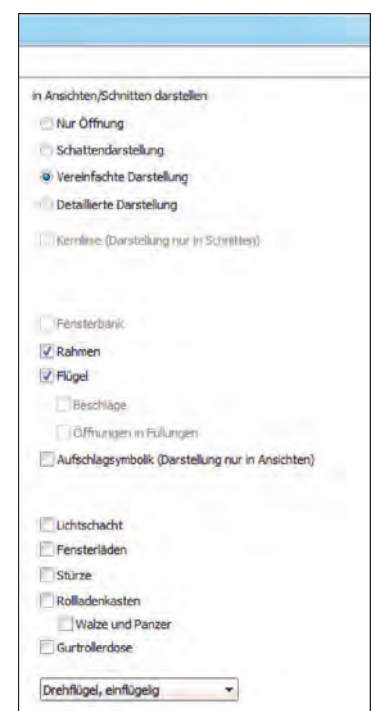 in Ansichten/Schnitten darstellen
Nur Öffnung
Schattendarstellung
Vereinfachte Darstellung
Detaillierte Darstellung
Kernlinie (Darstellung nur in Schnitten)
Fensterbank
Rahmen
Flügel
Beschläge
Öffnungen in Füllungen
Aufschlagsymbolik (Darstellung nur in Ansichten)
Lichtschacht
Fensterläden
Stürze
Rollladenkasten
Walze und Panzer
Gurtrollerdose
Drehflügel, einflügelig